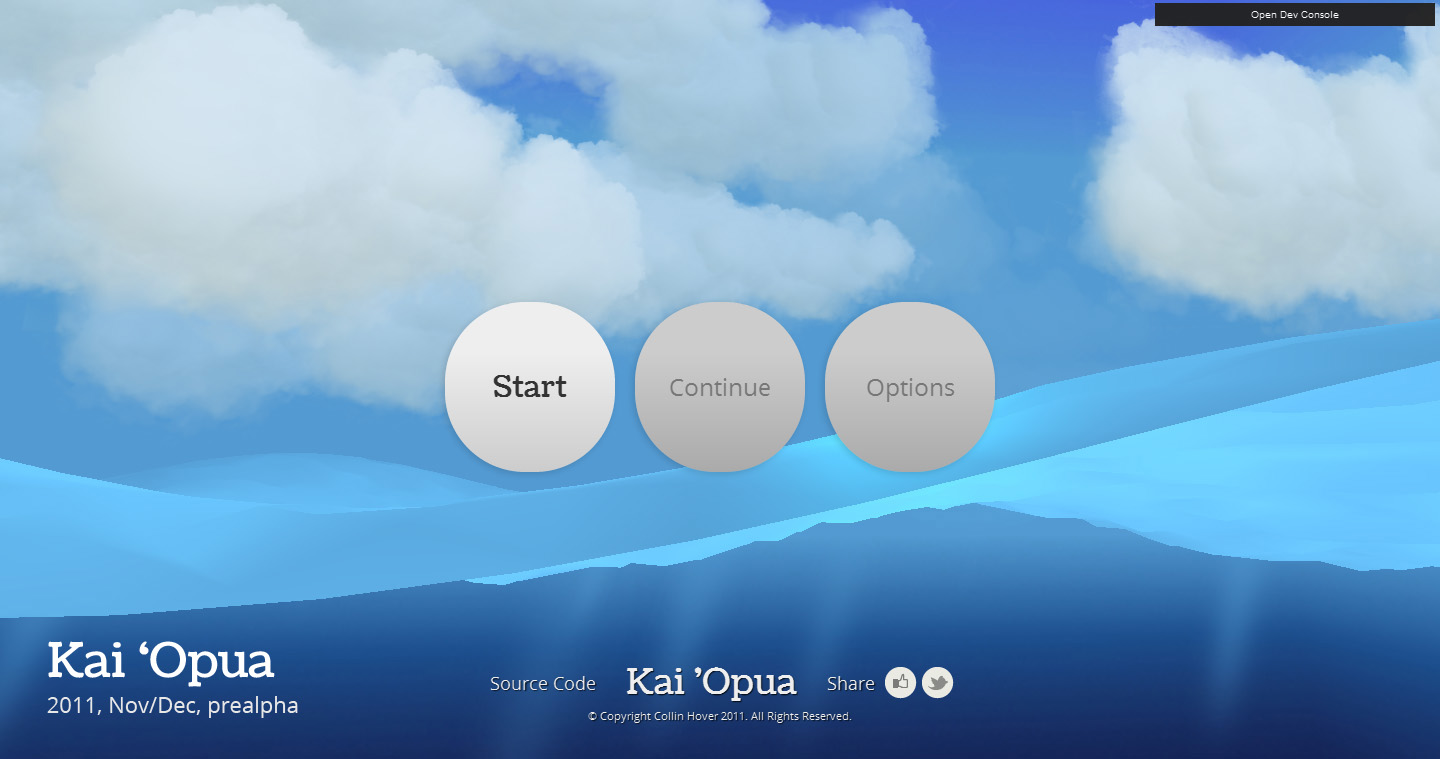 Open Dev Console
Start
Continue
Options
Kai ‘Opua
2011, Nov/Dec, prealpha
Source Code
Kai ’Opua
Share
© Copyright Collin Hover 2011. All Rights Reserved.